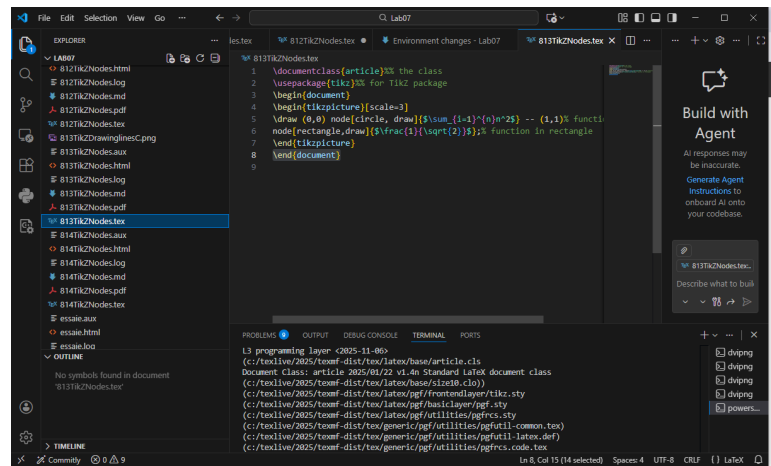 File Edit Selection View Go ··· Lab07
EXPLORER ···
LAB07
812TikZNodes.html
812TikZNodes.log
812TikZNodes.md
812TikZNodes.pdf
812TikZNodes.tex
813TikZDrawinglinesC.png
813TikZNodes.aux
813TikZNodes.html
813TikZNodes.log
813TikZNodes.md
813TikZNodes.pdf
813TikZNodes.tex
814TikZNodes.aux
814TikZNodes.html
814TikZNodes.log
814TikZNodes.md
814TikZNodes.pdf
814TikZNodes.tex
essaie.aux
essaie.html
essaie.log
OUTLINE
No symbols found in document
'813TikZNodes.tex'
TIMELINE
les.tex 812TikZNodes.tex Environment changes - Lab07 813TikZNodes.tex ···
813TikZNodes.tex
1 \documentclass{article}%% the class
2 \usepackage{tikz}%% for TikZ package
3 \begin{document}
4 \begin{tikzpicture}[scale=3]
5 \draw (0,0) node[circle, draw]{$\sum_{i=1}^{n}n^2$} -- (1,1)% functi
6 node[rectangle,draw]{$\frac{1}{\sqrt{2}}$};% function in rectangle
7 \end{tikzpicture}
8 \end{document}
9
PROBLEMS 9 OUTPUT DEBUG CONSOLE TERMINAL PORTS
L3 programming layer <2025-11-06>
(c:/texlive/2025/texmf-dist/tex/latex/base/article.cls
Document Class: article 2025/01/22 v1.4n Standard LaTeX document class
(c:/texlive/2025/texmf-dist/tex/latex/base/size10.clo))
(c:/texlive/2025/texmf-dist/tex/latex/pgf/frontendlayer/tikz.sty
(c:/texlive/2025/texmf-dist/tex/latex/pgf/basiclayer/pgf.sty
(c:/texlive/2025/texmf-dist/tex/latex/pgf/utilities/pgfrcs.sty
(c:/texlive/2025/texmf-dist/tex/generic/pgf/utilities/pgfutil-common.tex)
(c:/texlive/2025/texmf-dist/tex/generic/pgf/utilities/pgfutil-latex.def)
(c:/texlive/2025/texmf-dist/tex/generic/pgf/utilities/pgfrcs.code.tex
dvipng
dvipng
dvipng
dvipng
powers...
Build with
Agent
AI responses may
be inaccurate.
Generate Agent
Instructions to
onboard AI onto
your codebase.
813TikZNodes.tex
Describe what to buil
1
Commitly 0 9 Ln 8, Col 15 (14 selected) Spaces: 4 UTF-8 CRLF {} LaTeX